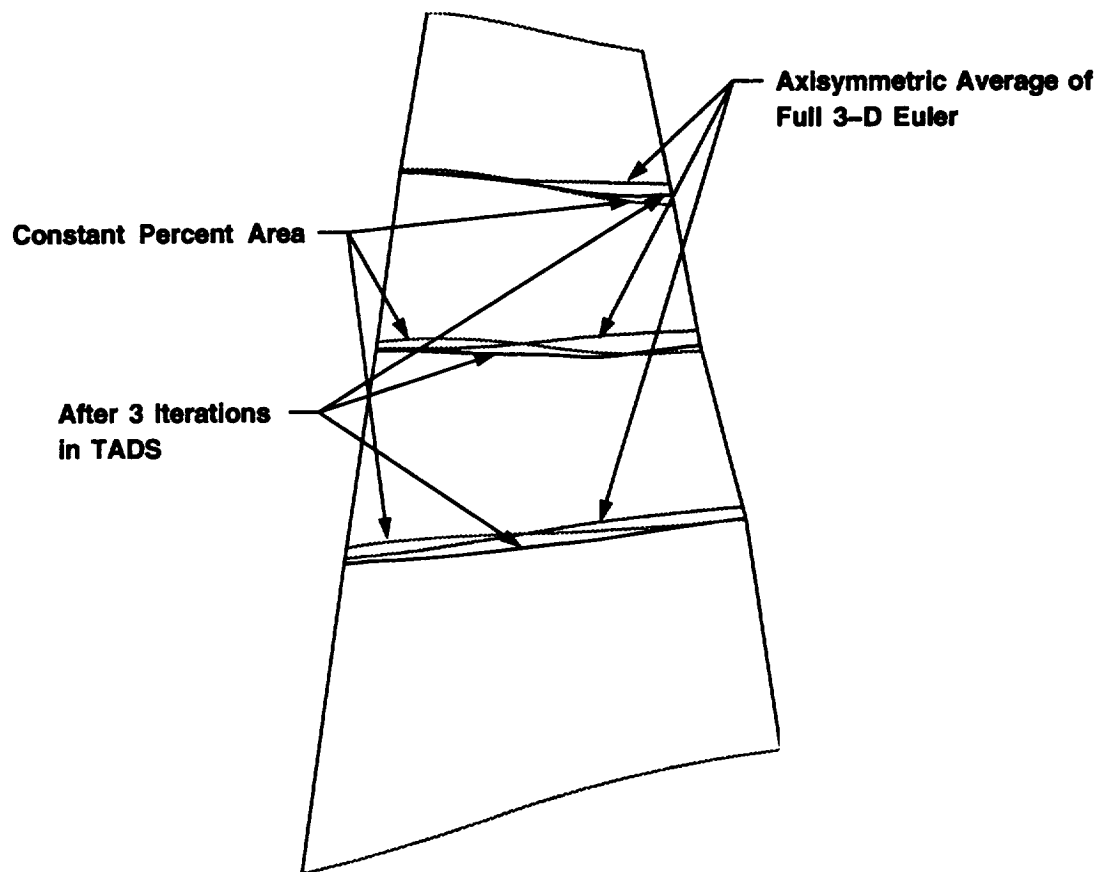 Axisymmetric Average of
Full 3-D Euler
Constant Percent Area
After 3 Iterations
in TADS